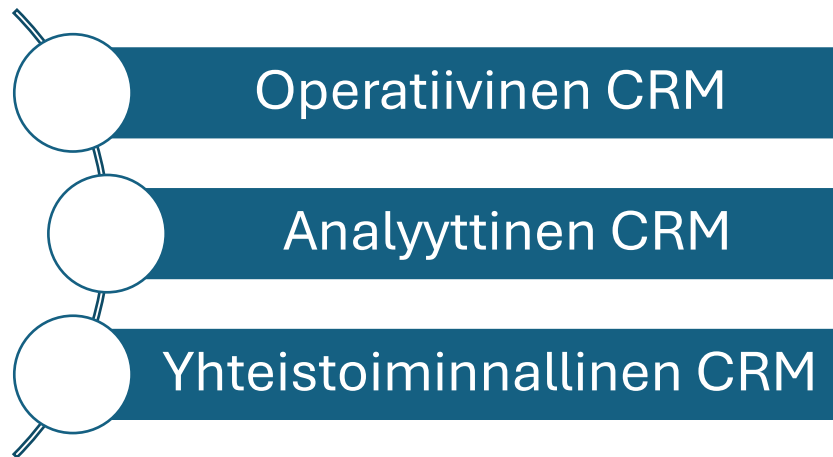 Operatiivinen CRM
Analyyttinen CRM
Yhteistoiminnallinen CRM